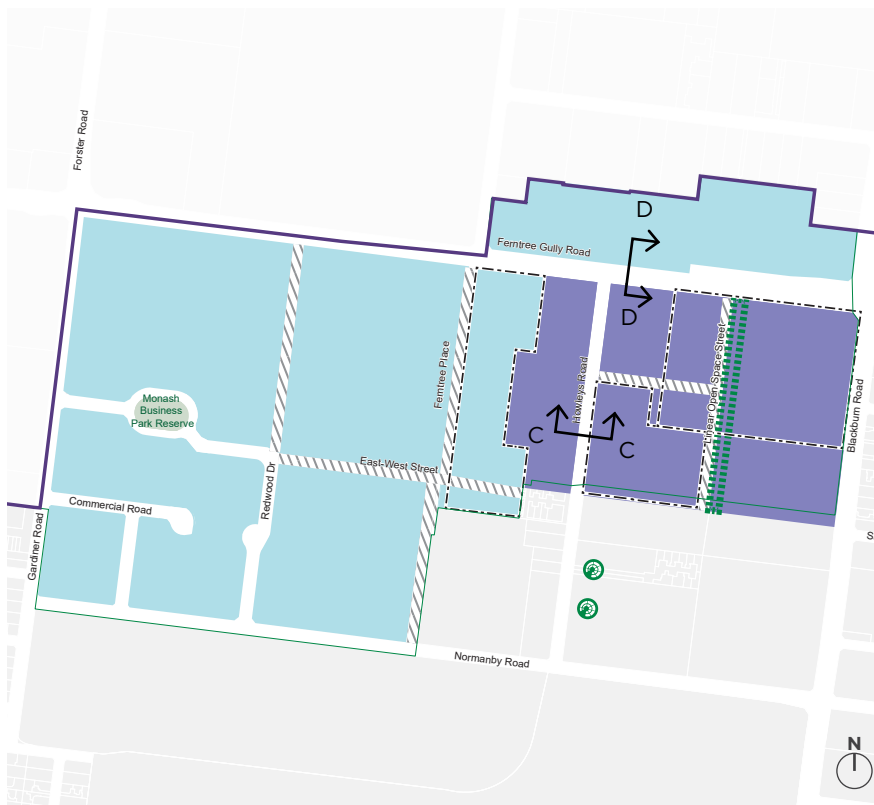 Forster Road
D
Ferntree Gully Road
D
Ferntree Place
Howleys Road
Linear Open Space Street
Blackburn Road
Monash
Business
Park Reserve
C
C
East-West Street
Redwood Dr
Commercial Road
Gardiner Road
S
Normanby Road
N